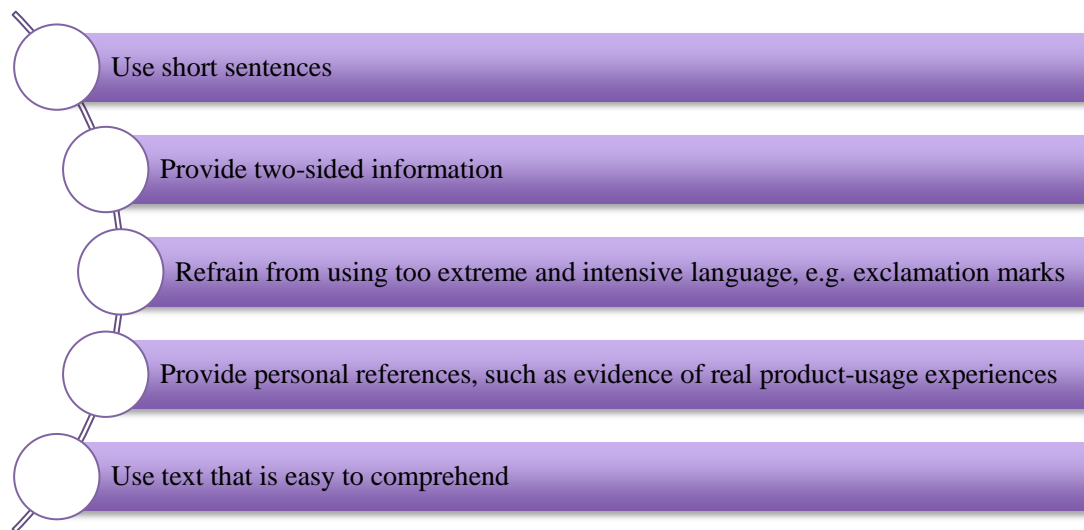 Use short sentences
Provide two-sided information
Refrain from using too extreme and intensive language, e.g. exclamation marks
Provide personal references, such as evidence of real product-usage experiences
Use text that is easy to comprehend